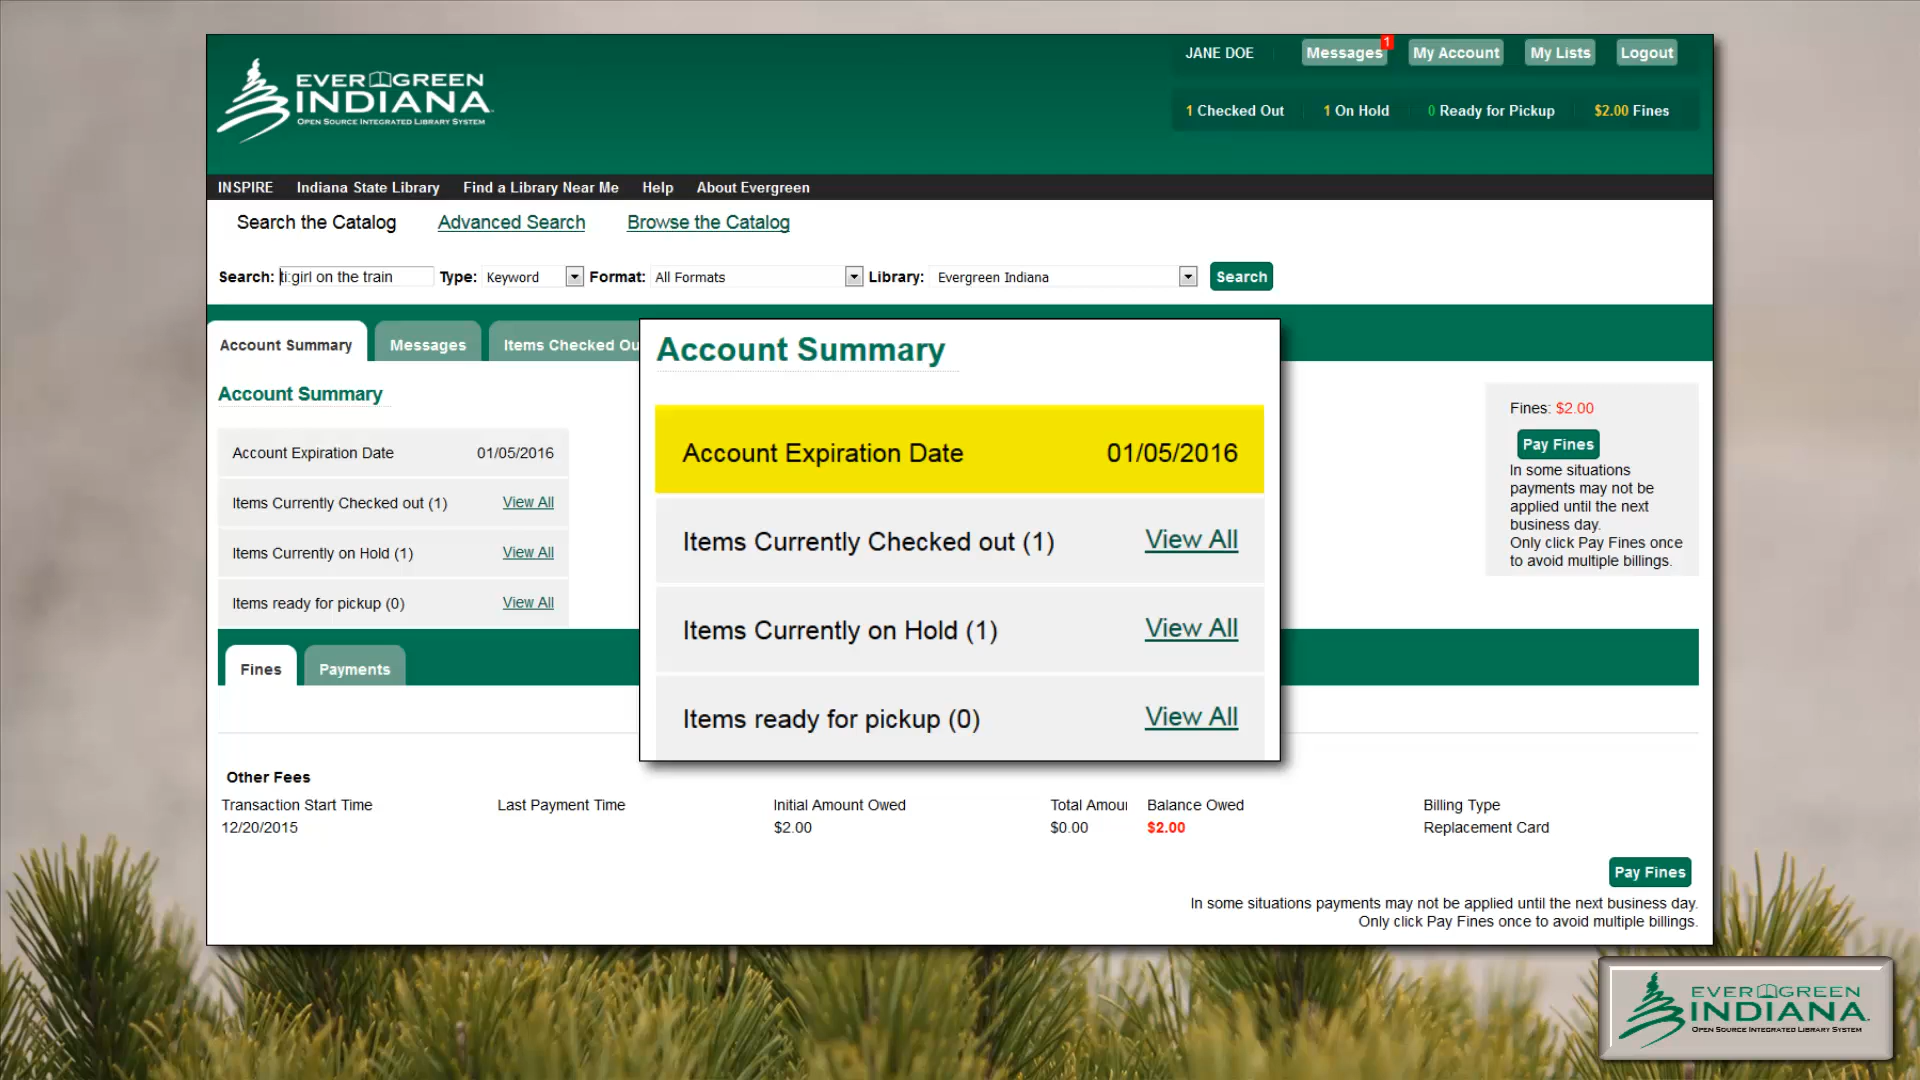 JANE DOE
Messages 1
My Account
My Lists
Logout
EVERGREEN
INDIANA
OPEN SOURCE INTEGRATED LIBRARY SYSTEM
1 Checked Out
1 On Hold
0 Ready for Pickup
$2.00 Fines
INSPIRE Indiana State Library Find a Library Near Me Help About Evergreen
Search the Catalog Advanced Search Browse the Catalog
Search: ti:girl on the train Type: Keyword Format: All Formats Library: Evergreen Indiana Search
Account Summary Messages Items Checked Ou
Account Summary
Account Expiration Date 01/05/2016
Items Currently Checked out (1) View All
Items Currently on Hold (1) View All
Items ready for pickup (0) View All
Account Summary
Account Expiration Date 01/05/2016
Items Currently Checked out (1) View All
Items Currently on Hold (1) View All
Items ready for pickup (0) View All
Fines: $2.00
Pay Fines
In some situations
payments may not be
applied until the next
business day.
Only click Pay Fines once
to avoid multiple billings.
Fines Payments
Other Fees
Transaction Start Time Last Payment Time Initial Amount Owed Total Amou Balance Owed Billing Type
12/20/2015 $2.00 $0.00 $2.00 Replacement Card
Pay Fines
In some situations payments may not be applied until the next business day.
Only click Pay Fines once to avoid multiple billings.
EVERGREEN
INDIANA
OPEN SOURCE INTEGRATED LIBRARY SYSTEM